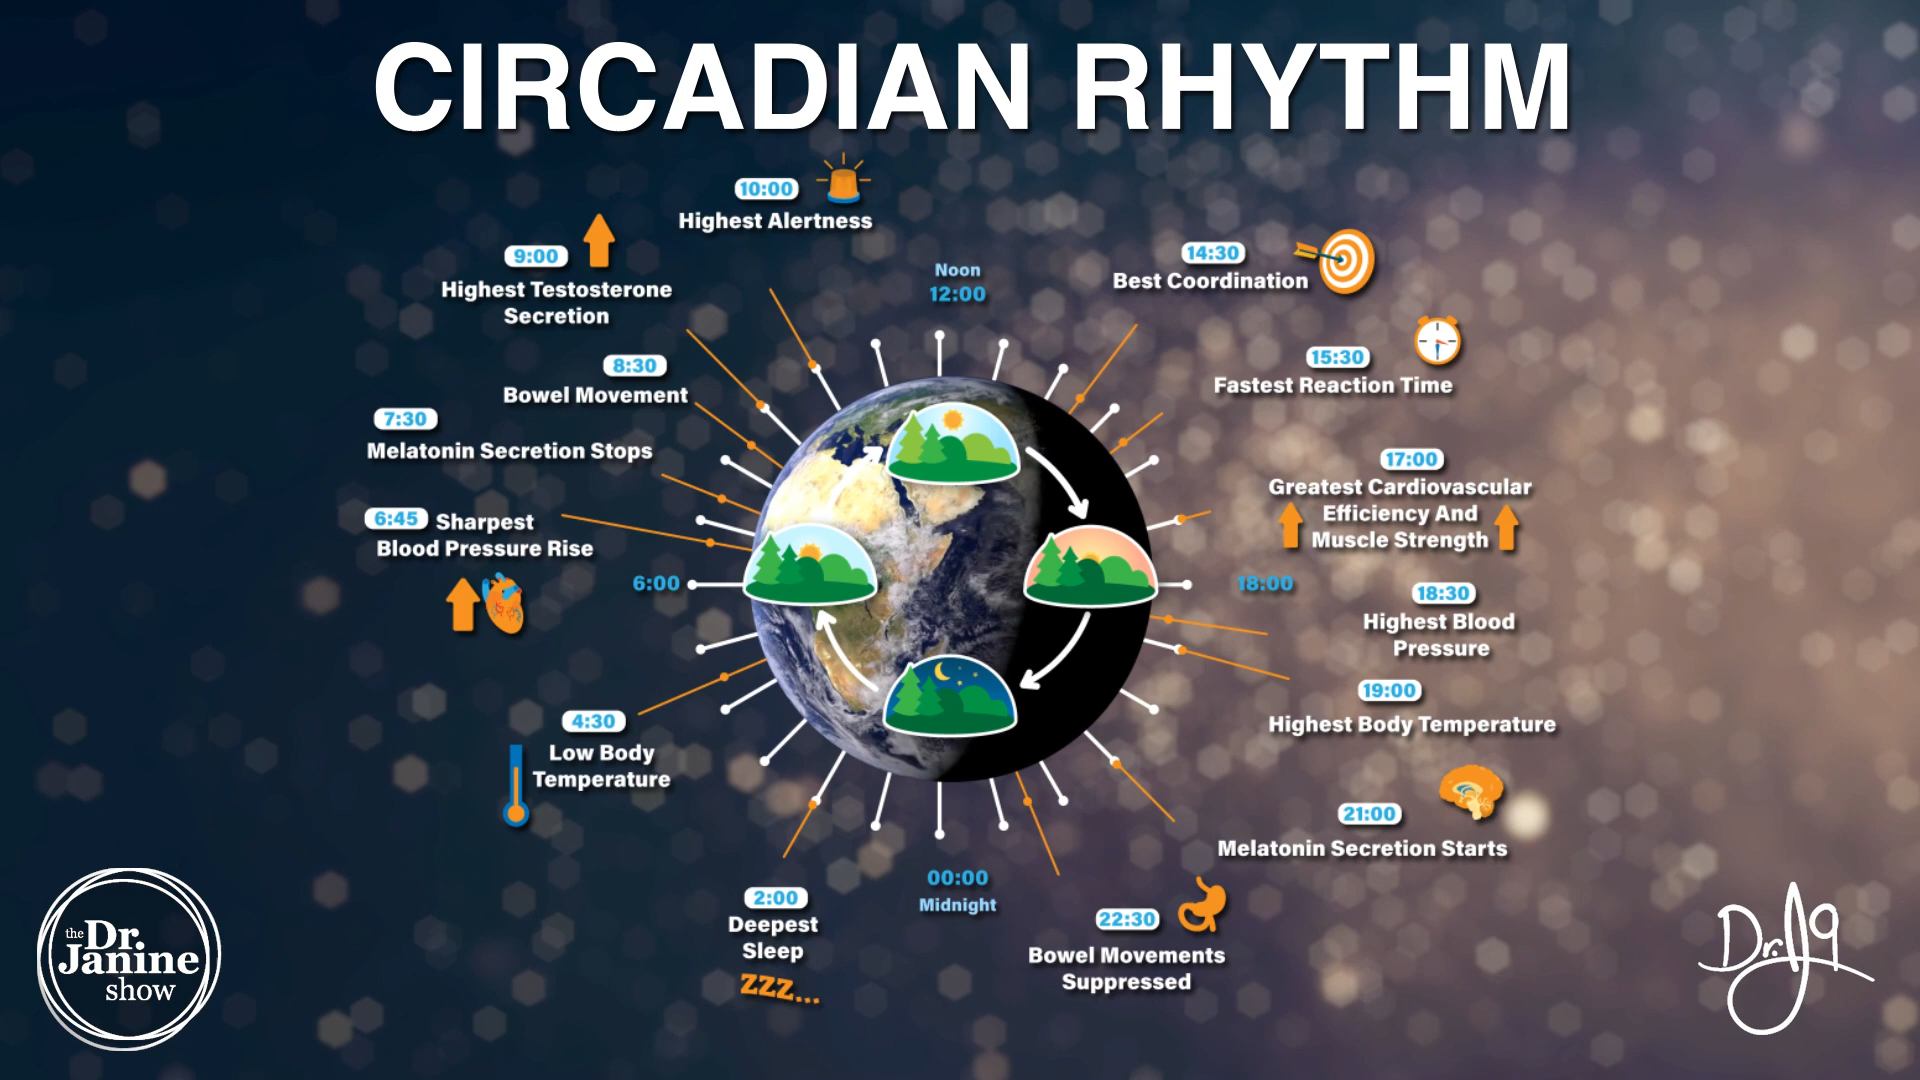 CIRCADIAN RHYTHM
10:00
Highest Alertness
9:00
Highest Testosterone
Secretion
8:30
Bowel Movement
7:30
Melatonin Secretion Stops
6:45 Sharpest
Blood Pressure Rise
6:00
4:30
Low Body
Temperature
2:00
Deepest
Sleep
ZZZ...
Noon
12:00
14:30
Best Coordination
15:30
Fastest Reaction Time
17:00
Greatest Cardiovascular
Efficiency And
Muscle Strength
18:00
18:30
Highest Blood
Pressure
19:00
Highest Body Temperature
21:00
Melatonin Secretion Starts
22:30
Bowel Movements
Suppressed
00:00
Midnight
the Dr.
Janine
show
Dr. J9